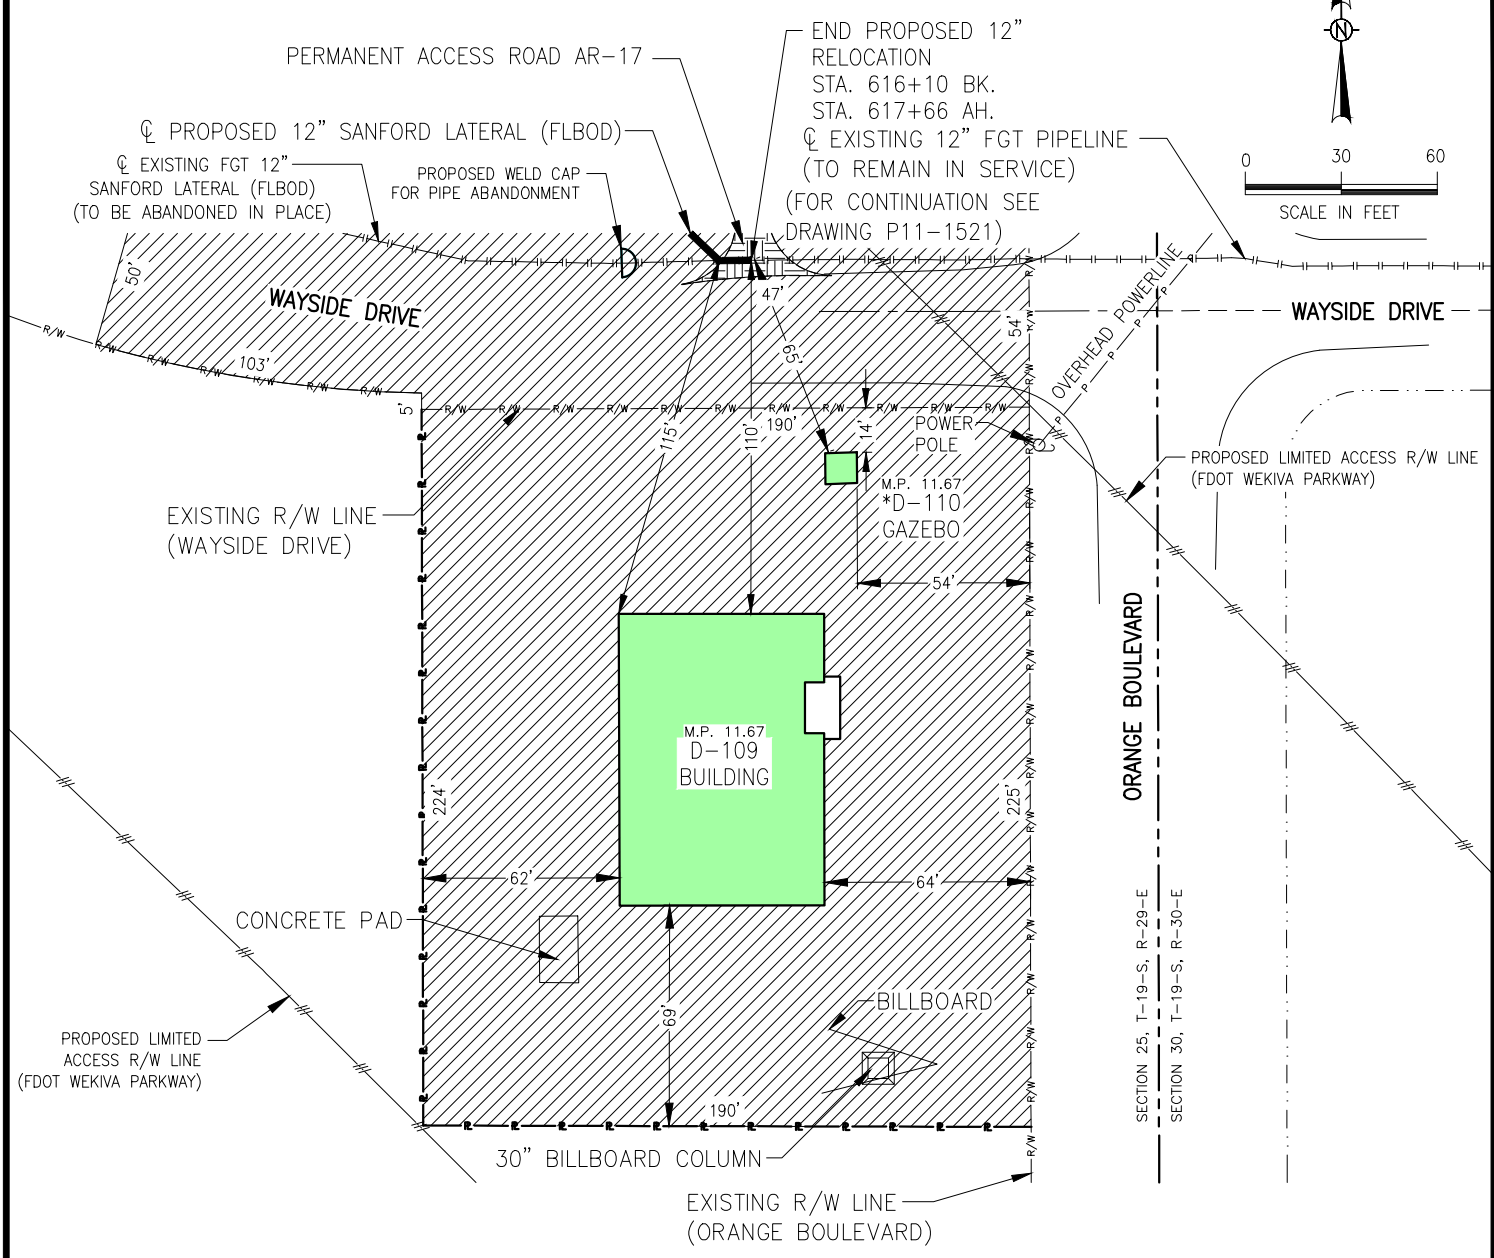 N
END PROPOSED 12"
RELOCATION
STA. 616+10 BK.
STA. 617+66 AH.
PERMANENT ACCESS ROAD AR-17
℄ PROPOSED 12" SANFORD LATERAL (FLBOD)
℄ EXISTING 12" FGT PIPELINE
(TO REMAIN IN SERVICE)
(FOR CONTINUATION SEE
DRAWING P11-1521)
℄ EXISTING FGT 12"
SANFORD LATERAL (FLBOD)
(TO BE ABANDONED IN PLACE)
PROPOSED WELD CAP
FOR PIPE ABANDONMENT
0 30 60
SCALE IN FEET
50'
WAYSIDE DRIVE
103'
5'
47'
65'
54'
OVERHEAD POWERLINE
P P P P P
WAYSIDE DRIVE
R/W R/W R/W R/W R/W R/W R/W
R/W R/W R/W R/W R/W R/W R/W R/W R/W R/W R/W
190'
115'
110'
14'
POWER
POLE
M.P. 11.67
*D-110
GAZEBO
54'
PROPOSED LIMITED ACCESS R/W LINE
(FDOT WEKIVA PARKWAY)
EXISTING R/W LINE
(WAYSIDE DRIVE)
ORANGE BOULEVARD
M.P. 11.67
D-109
BUILDING
224'
225'
62'
64'
CONCRETE PAD
69'
BILLBOARD
SECTION 25, T-19-S, R-29-E
SECTION 30, T-19-S, R-30-E
PROPOSED LIMITED
ACCESS R/W LINE
(FDOT WEKIVA PARKWAY)
190'
30" BILLBOARD COLUMN
EXISTING R/W LINE
(ORANGE BOULEVARD)